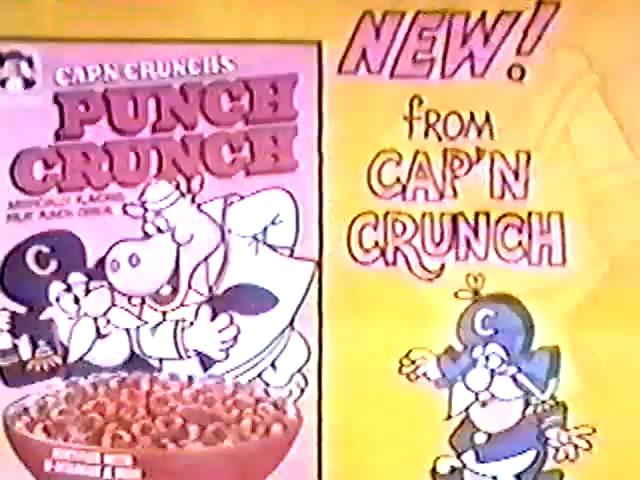 CAP'N CRUNCH'S
PUNCH
CRUNCH
C
NEW!
from
CAP'N
CRUNCH
C